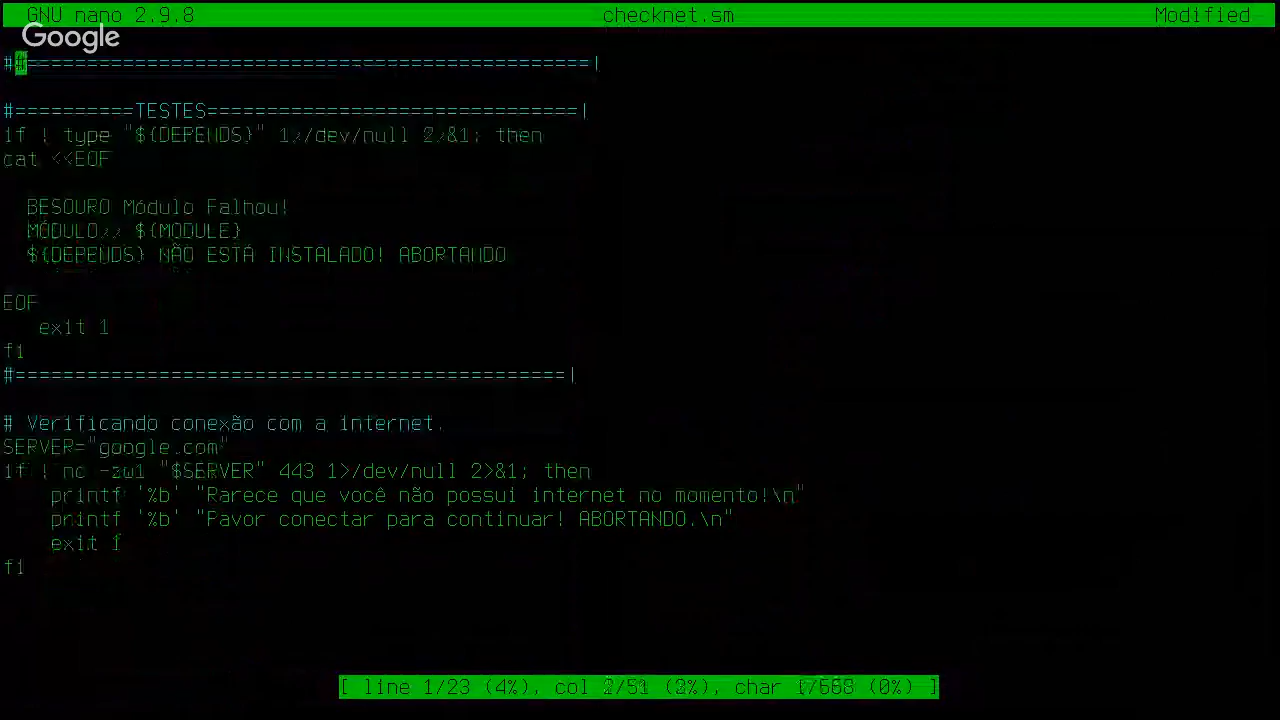 GNU nano 2.9.8 checknet.sm Modified
Google
##===============================================|
#==========TESTES===============================|
if ! type "${DEPENDS}" 1>/dev/null 2>&1; then
cat <<EOF
BESOURO Módulo Falhou!
MÓDULO>> ${MODULE}
${DEPENDS} NÃO ESTÁ INSTALADO! ABORTANDO
EOF
exit 1
fi
#==============================================|
# Verificando conexão com a internet.
SERVER="google.com"
if ! nc -zw1 "$SERVER" 443 1>/dev/null 2>&1; then
printf '%b' "Rarece que você não possui internet no momento!\n"
printf '%b' "Pavor conectar para continuar! ABORTANDO.\n"
exit 1
fi
[ line 1/23 (4%), col 2/51 (2%), char (0%) ]